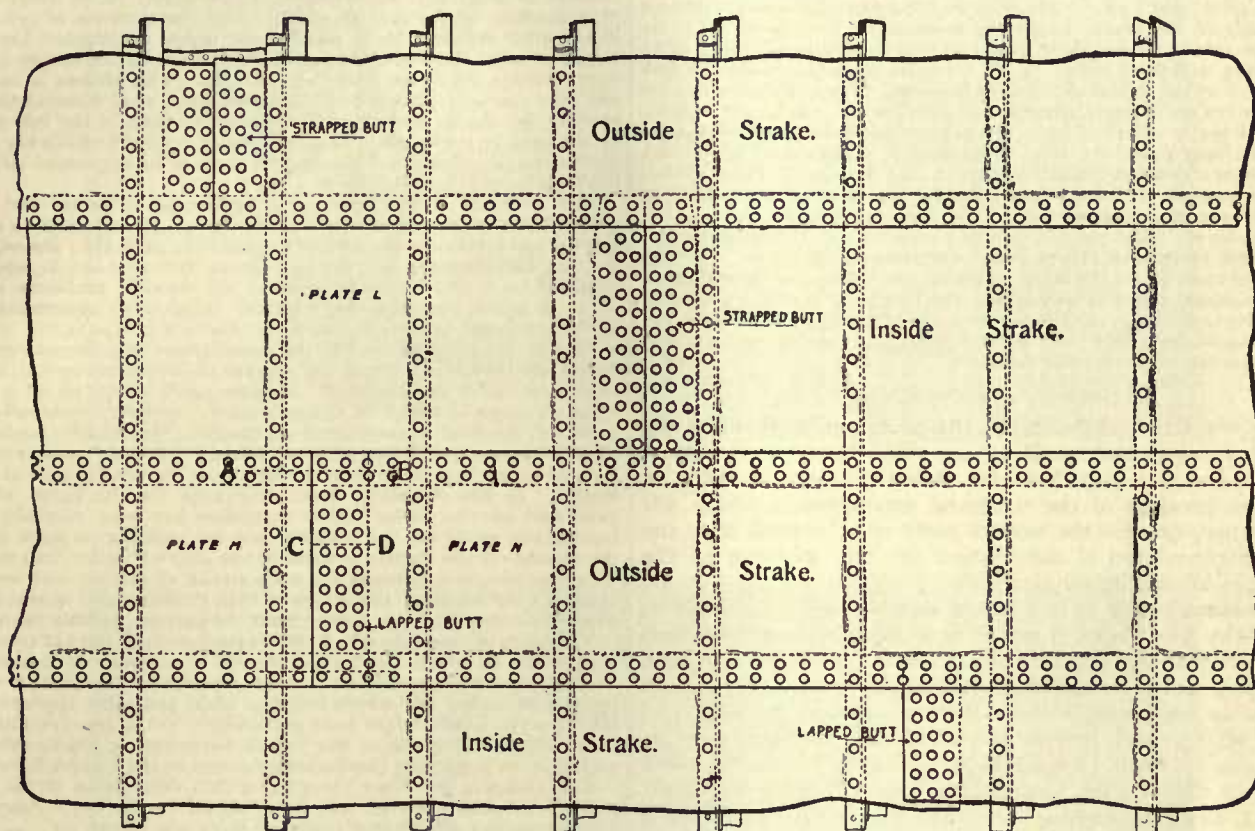 STRAPPED BUTT
Outside Strake.
PLATE L
STRAPPED BUTT
Inside Strake.
A B
PLATE M C D PLATE N
Outside Strake.
LAPPED BUTT
Inside Strake.
LAPPED BUTT